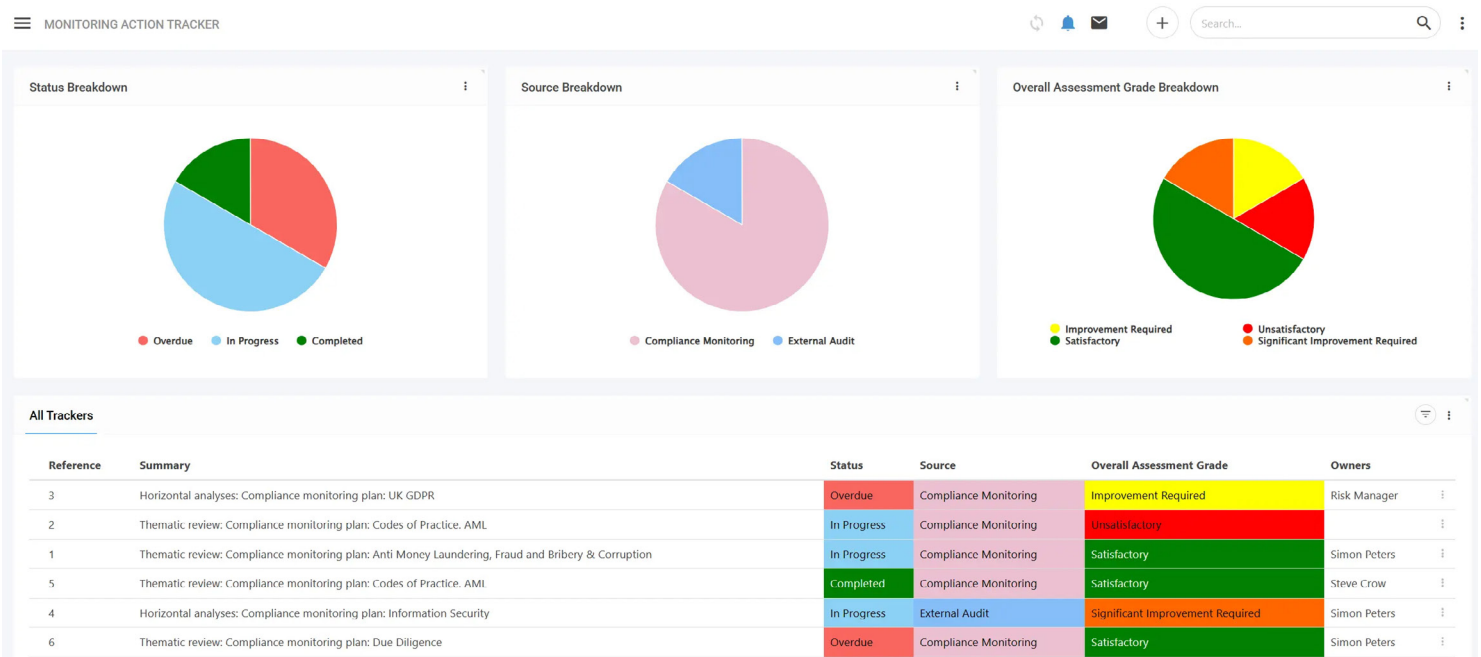 MONITORING ACTION TRACKER
Search...
Status Breakdown
Overdue In Progress Completed
Source Breakdown
Compliance Monitoring External Audit
Overall Assessment Grade Breakdown
Improvement Required Unsatisfactory
Satisfactory Significant Improvement Required
All Trackers
Reference Summary Status Source Overall Assessment Grade Owners
3 Horizontal analyses: Compliance monitoring plan: UK GDPR Overdue Compliance Monitoring Improvement Required Risk Manager
2 Thematic review: Compliance monitoring plan: Codes of Practice. AML In Progress Compliance Monitoring Unsatisfactory
1 Thematic review: Compliance monitoring plan: Anti Money Laundering, Fraud and Bribery & Corruption In Progress Compliance Monitoring Satisfactory Simon Peters
5 Thematic review: Compliance monitoring plan: Codes of Practice. AML Completed Compliance Monitoring Satisfactory Steve Crow
4 Horizontal analyses: Compliance monitoring plan: Information Security In Progress External Audit Significant Improvement Required Simon Peters
6 Thematic review: Compliance monitoring plan: Due Diligence Overdue Compliance Monitoring Satisfactory Simon Peters